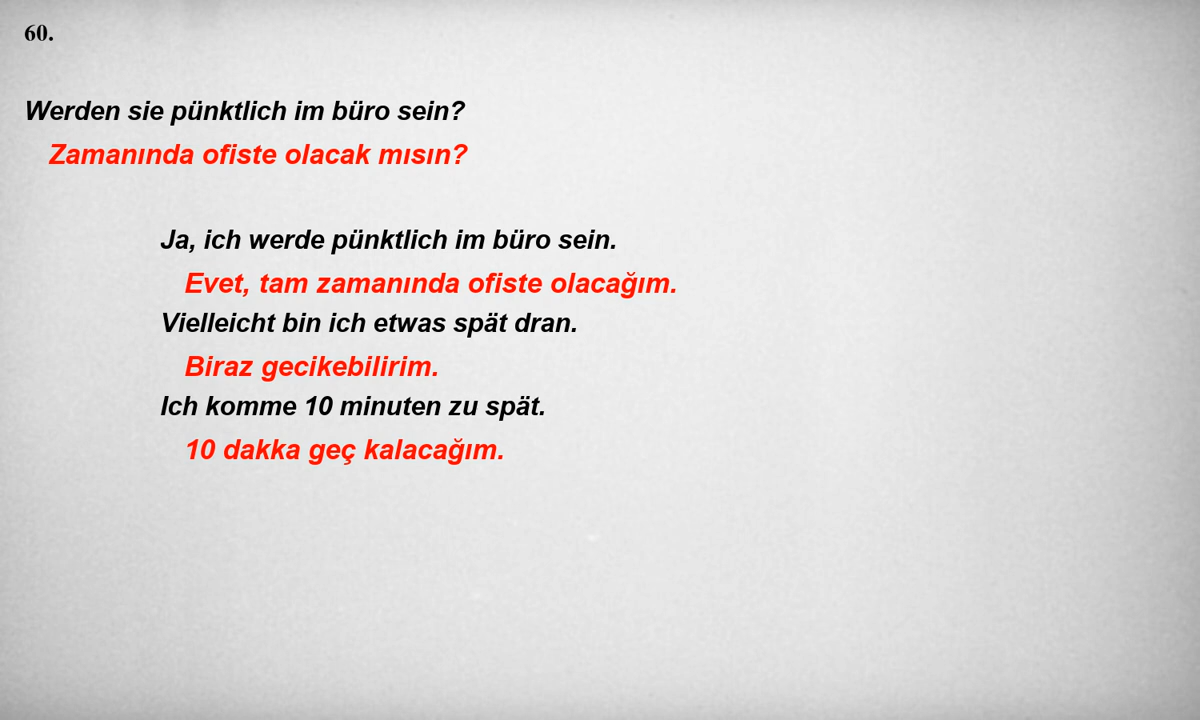 60.
Werden sie pünktlich im büro sein?
Zamanında ofiste olacak mısın?
Ja, ich werde pünktlich im büro sein.
Evet, tam zamanında ofiste olacağım.
Vielleicht bin ich etwas spät dran.
Biraz gecikebilirim.
Ich komme 10 minuten zu spät.
10 dakka geç kalacağım.